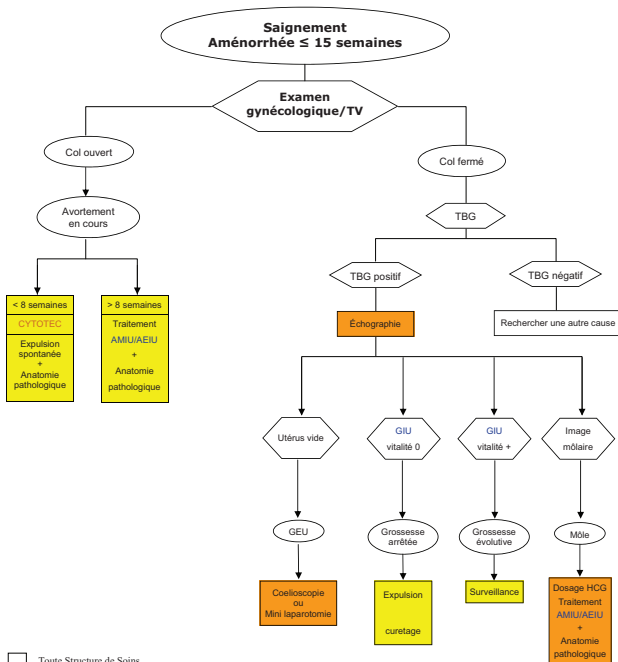 Saignement
Aménorrhée ≤ 15 semaines
Examen
gynécologique/TV
Col ouvert
Col fermé
Avortement
en cours
TBG
TBG positif
TBG négatif
< 8 semaines
CYTOTEC
Expulsion
spontanée
+
Anatomie
pathologique
> 8 semaines
Traitement
AMIU/AEIU
+
Anatomie
pathologique
Échographie
Rechercher une autre cause
Utérus vide
GIU
vitalité 0
GIU
vitalité +
Image
môlaire
GEU
Grossesse
arrêtée
Grossesse
évolutive
Môle
Coelioscopie
ou
Mini laparotomie
Expulsion
curetage
Surveillance
Dosage HCG
Traitement
AMIU/AEIU
+
Anatomie
pathologique
Toute Structure de Soins